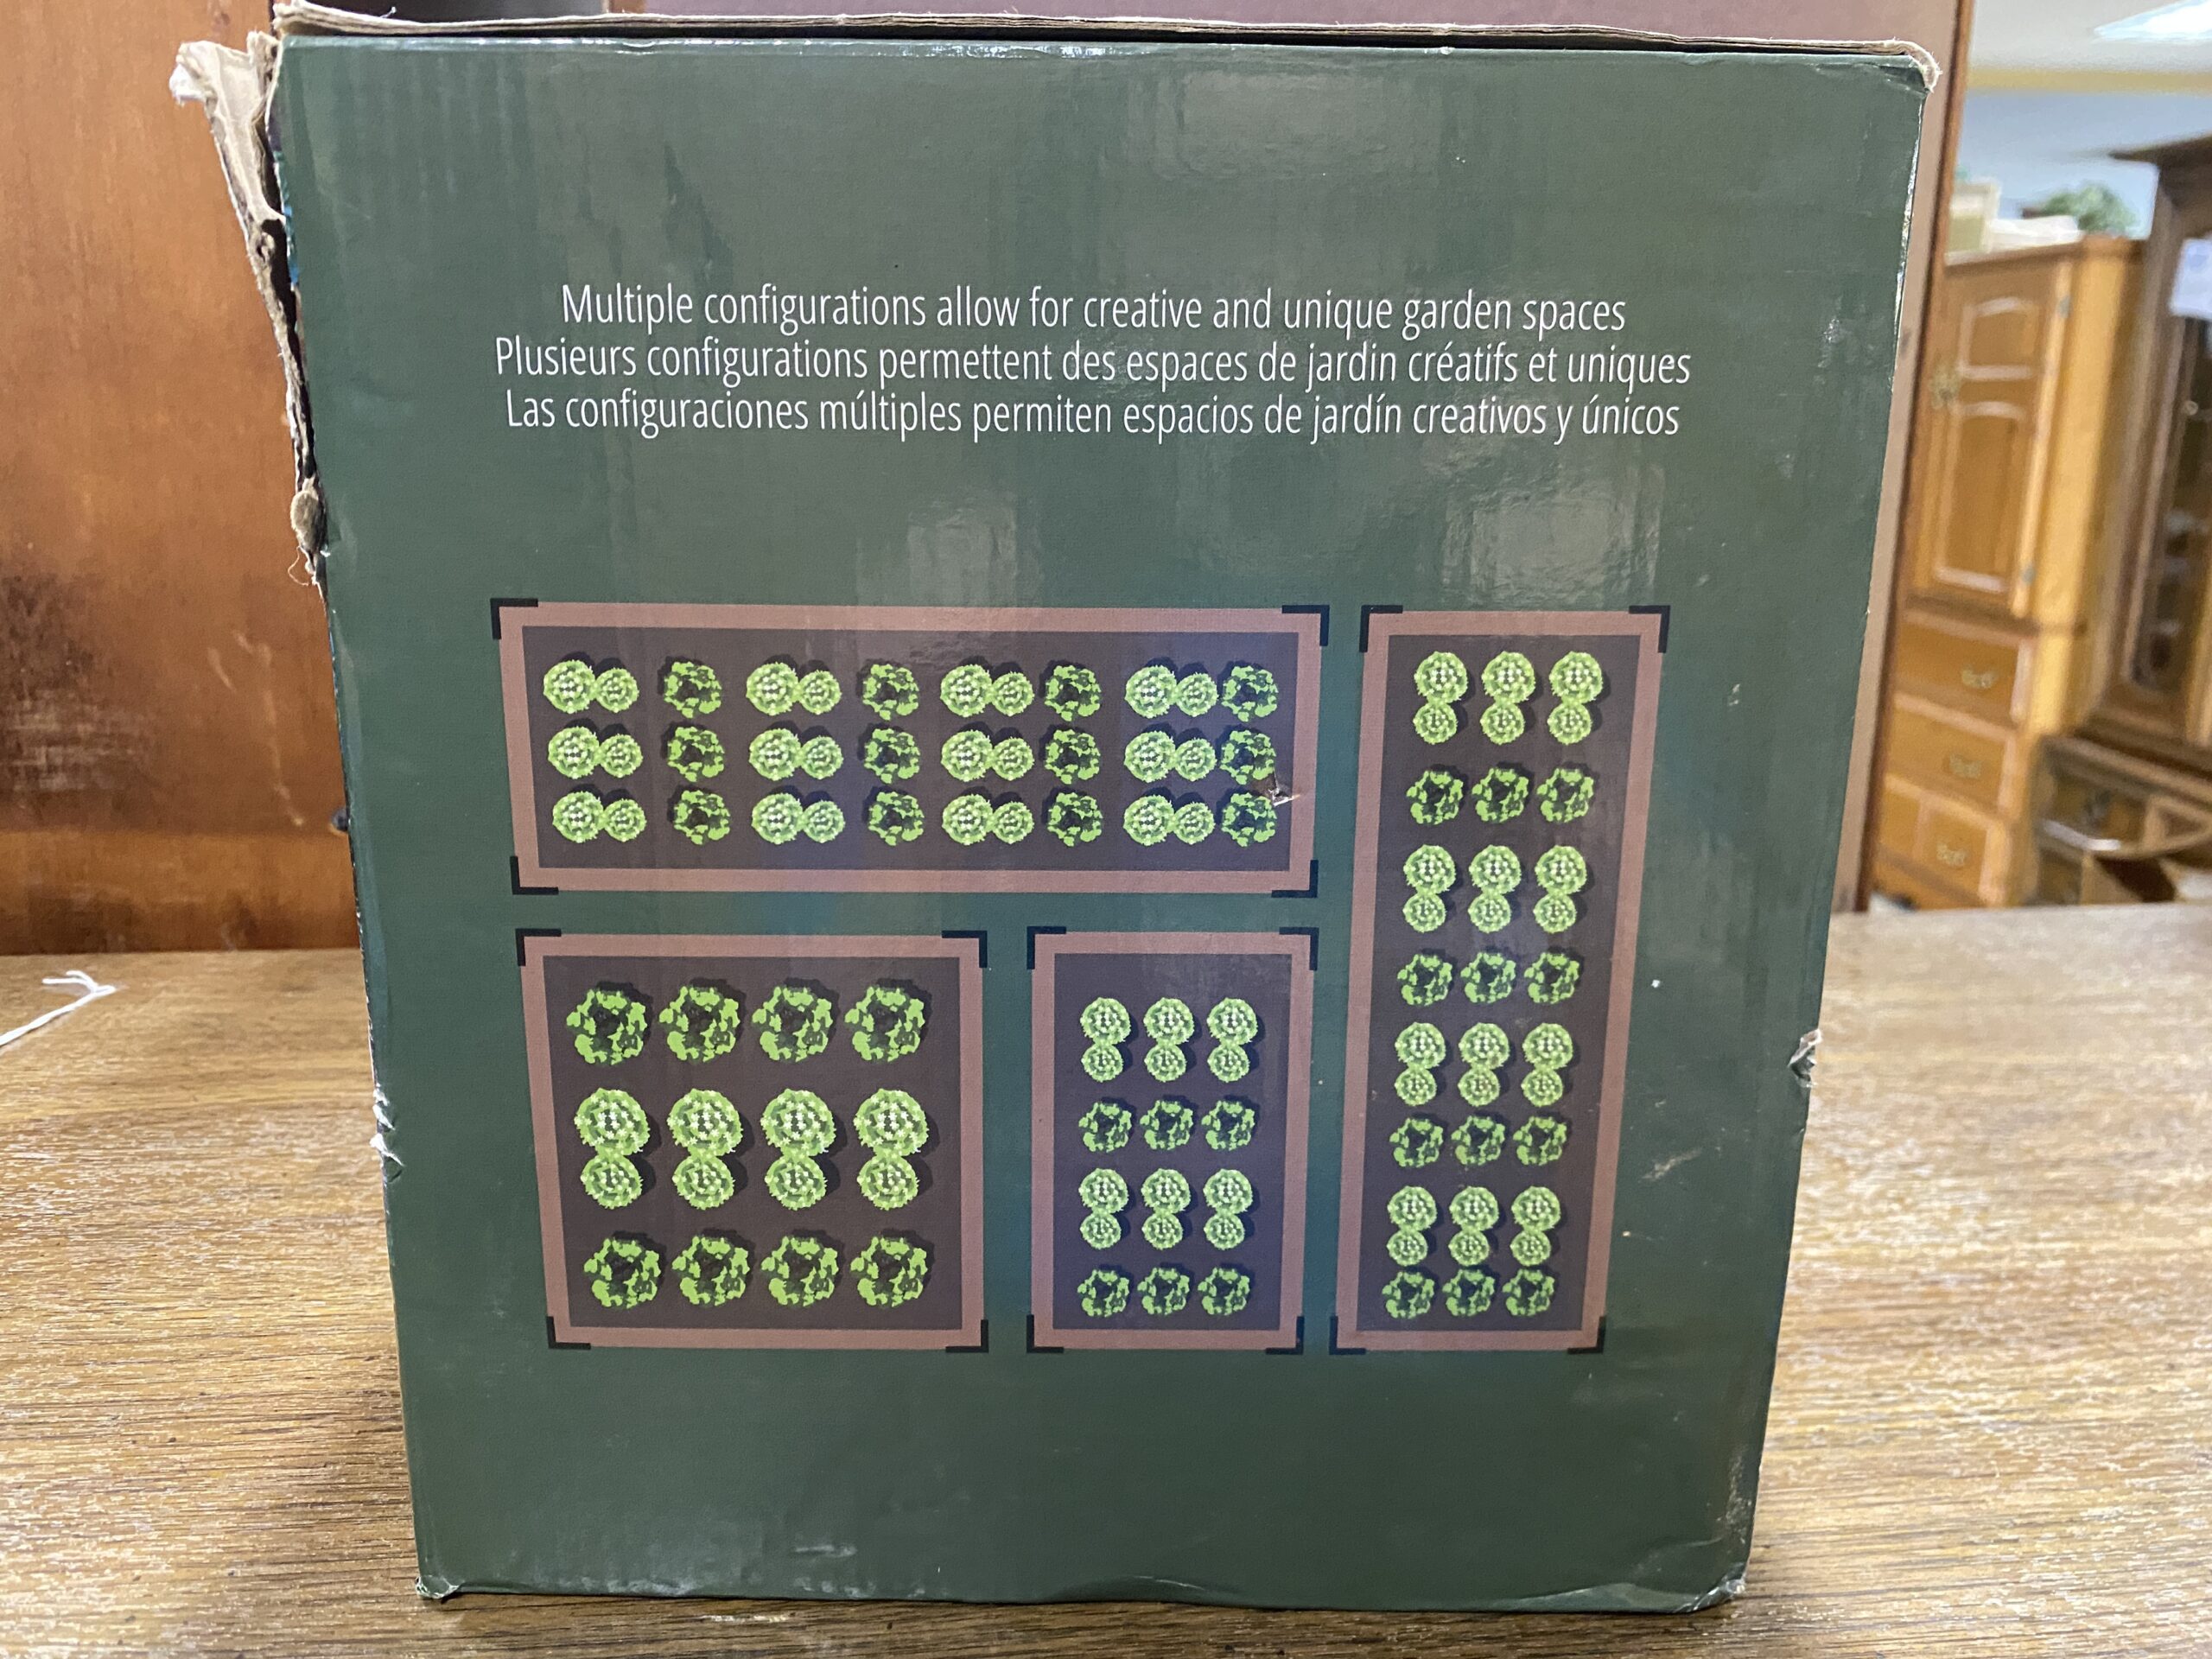 Multiple configurations allow for creative and unique garden spaces
Plusieurs configurations permettent des espaces de jardin créatifs et uniques
Las configuraciones múltiples permiten espacios de jardín creativos y únicos